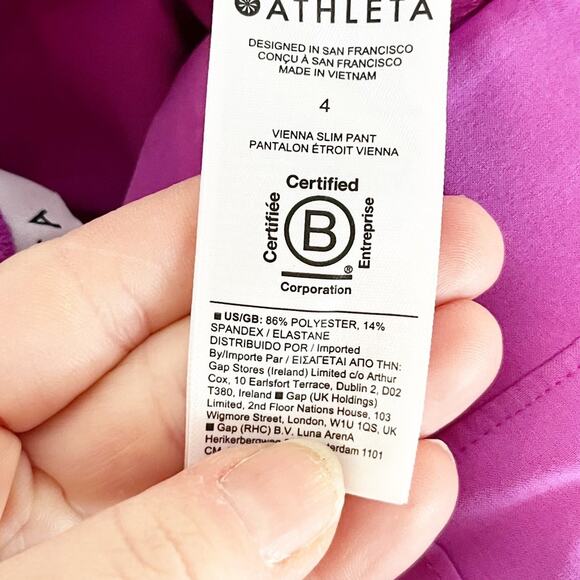 ATHLETA
DESIGNED IN SAN FRANCISCO
CONÇU À SAN FRANCISCO
MADE IN VIETNAM
4
VIENNA SLIM PANT
PANTALON ÉTROIT VIENNA
Certified
Certifiée
B
Entreprise
®
Corporation
■ US/GB: 86% POLYESTER, 14%
SPANDEX / ELASTANE
DISTRIBUIDO POR / Imported
By/Importe Par / ΕΙΣΑΓΕΤΑΙ ΑΠΟ ΤΗΝ:
Gap Stores (Ireland) Limited c/o Arthur
Cox, 10 Earlsfort Terrace, Dublin 2, D02
T380, Ireland ■ Gap (UK Holdings)
Limited, 2nd Floor Nations House, 103
Wigmore Street, London, W1U 1QS, UK
■ Gap (RHC) B.V. Luna ArenA
1101
CM